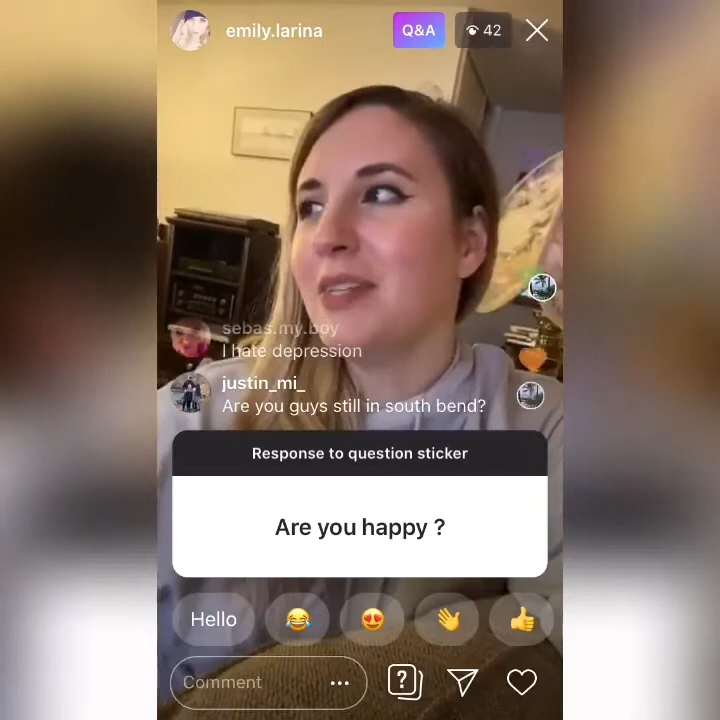 emily.larina
Q&A
42
sebas.my.boy
I hate depression
justin_mi_
Are you guys still in south bend?
Response to question sticker
Are you happy ?
Hello
Comment